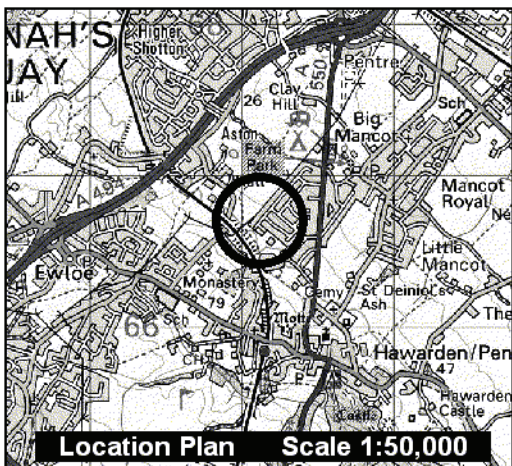 NAH'S
JAY
Higher
Shotton
68
Pentre
Clay
Hill
26
A 550
Sch
Big
Mancot
Aston
Farm
Park
P
A 494
Mancot
Royal
Ewloe
P
Little
Mancot
Monastery
79
Cemy
St Deiniol's
Ash
66
Sch
Mott
The
Hawarden/Pen
47
P
Hawarden
Castle
Castle
Location Plan Scale 1:50,000